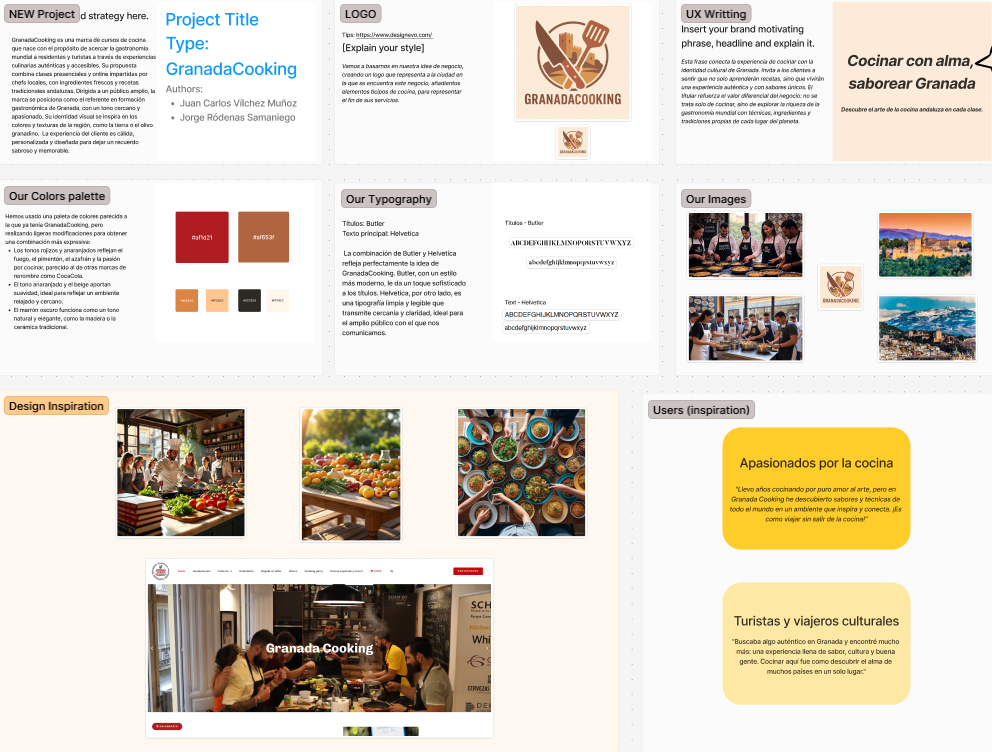 NEW Project
d strategy here.
GranadaCooking es una marca de cursos de cocina
que nace con el propósito de acercar la gastronomía
mundial a residentes y turistas a través de experiencias
culinarias auténticas y accesibles. Su propuesta
combina clases presenciales y online impartidas por
chefs locales, con ingredientes frescos y recetas
tradicionales andaluzas. Dirigida a un público amplio, la
marca se posiciona como el referente en formación
gastronómica de Granada, con un tono cercano y
apasionado. Su identidad visual se inspira en los
colores y texturas de la región, como la tierra o el olivo
granadino. La experiencia del cliente es cálida,
personalizada y diseñada para dejar un recuerdo
sabroso y memorable.
Project Title
Type:
GranadaCooking
Authors:
• Juan Carlos Vílchez Muñoz
• Jorge Ródenas Samaniego
LOGO
Tips: https://www.designevo.com/
[Explain your style]
Vamos a basarnos en nuestra idea de negocio,
creando un logo que representa a la ciudad en
la que se encuentra este negocio, añadiendo
elementos típicos de cocina, para representar
el fin de sus servicios.
GRANADACOOKING
GRANADACOOKING
UX Writting
Insert your brand motivating
phrase, headline and explain it.
Esta frase conecta la experiencia de cocinar con la
identidad cultural de Granada. Invita a los clientes a
sentir que no solo aprenderán recetas, sino que vivirán
una experiencia auténtica y con sabores únicos. El
titular refuerza el valor diferencial del negocio: no se
trata solo de cocinar, sino de explorar la riqueza de la
gastronomía mundial con técnicas, ingredientes y
tradiciones propias de cada lugar del planeta.
Cocinar con alma,
saborear Granada
Descubre el arte de la cocina andaluza en cada clase.
Our Colors palette
Hemos usado una paleta de colores parecida a
la que ya tenía GranadaCooking, pero
realizando ligeras modificaciones para obtener
una combinación más expresiva:
• Los tonos rojizos y anaranjados reflejan el
fuego, el pimentón, el azafrán y la pasión
por cocinar, parecido al de otras marcas de
renombre como CocaCola.
• El tono anaranjado y el beige aportan
suavidad, ideal para reflejar un ambiente
relajado y cercano.
• El marrón oscuro funciona como un tono
natural y elegante, como la madera o la
cerámica tradicional.
#af1d21
#af653f
Our Typography
Títulos: Butler
Texto principal: Helvetica
La combinación de Butler y Helvetica
refleja perfectamente la idea de
GranadaCooking. Butler, con un estilo
más moderno, le da un toque sofisticado
a los títulos. Helvetica, por otro lado, es
una tipografía limpia y legible que
transmite cercanía y claridad, ideal para
el amplio público con el que nos
comunicamos.
Títulos - Butler
ABCDEFGHIJKLMNOPQRSTUVWXYZ
abcdefghijklmnopqrstuvwxyz
Text - Helvetica
ABCDEFGHIJKLMNOPQRSTUVWXYZ
abcdefghijklmnopqrstuvwxyz
Our Images
GRANADACOOKING
Design Inspiration
Granada Cooking
SCH
Whi
CERVEZAS
Users (inspiration)
Apasionados por la cocina
"Llevo años cocinando por puro amor al arte, pero en
Granada Cooking he descubierto sabores y técnicas de
todo el mundo en un ambiente que inspira y conecta. ¡Es
como viajar sin salir de la cocina!"
Turistas y viajeros culturales
"Buscaba algo auténtico en Granada y encontré mucho
más: una experiencia llena de sabor, cultura y buena
gente. Cocinar aquí fue como descubrir el alma de
muchos países en un solo lugar."